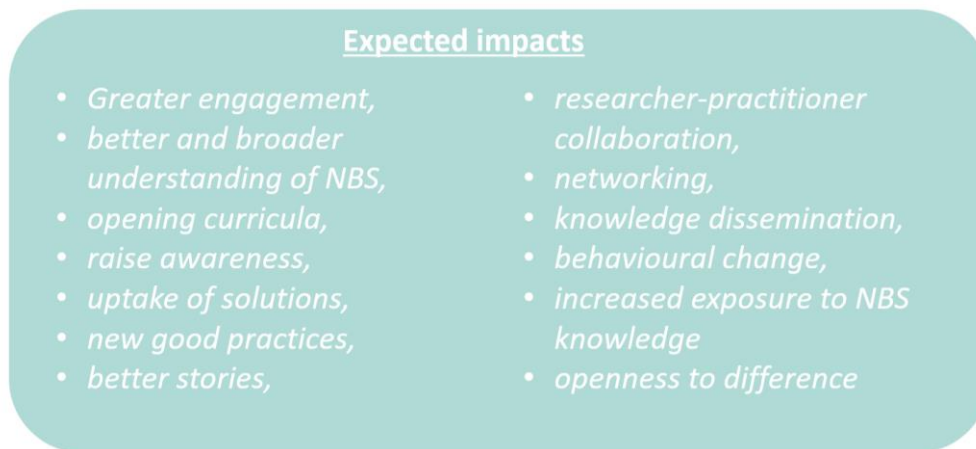 Expected impacts
• Greater engagement,
• better and broader
understanding of NBS,
• opening curricula,
• raise awareness,
• uptake of solutions,
• new good practices,
• better stories,
• researcher-practitioner
collaboration,
• networking,
• knowledge dissemination,
• behavioural change,
• increased exposure to NBS
knowledge
• openness to difference